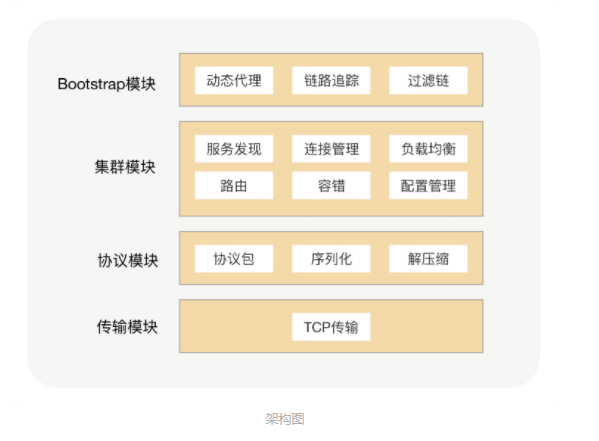 Bootstrap模块
动态代理 链路追踪 过滤链
集群模块
服务发现 连接管理 负载均衡
路由 容错 配置管理
协议模块
协议包 序列化 解压缩
传输模块
TCP传输
架构图